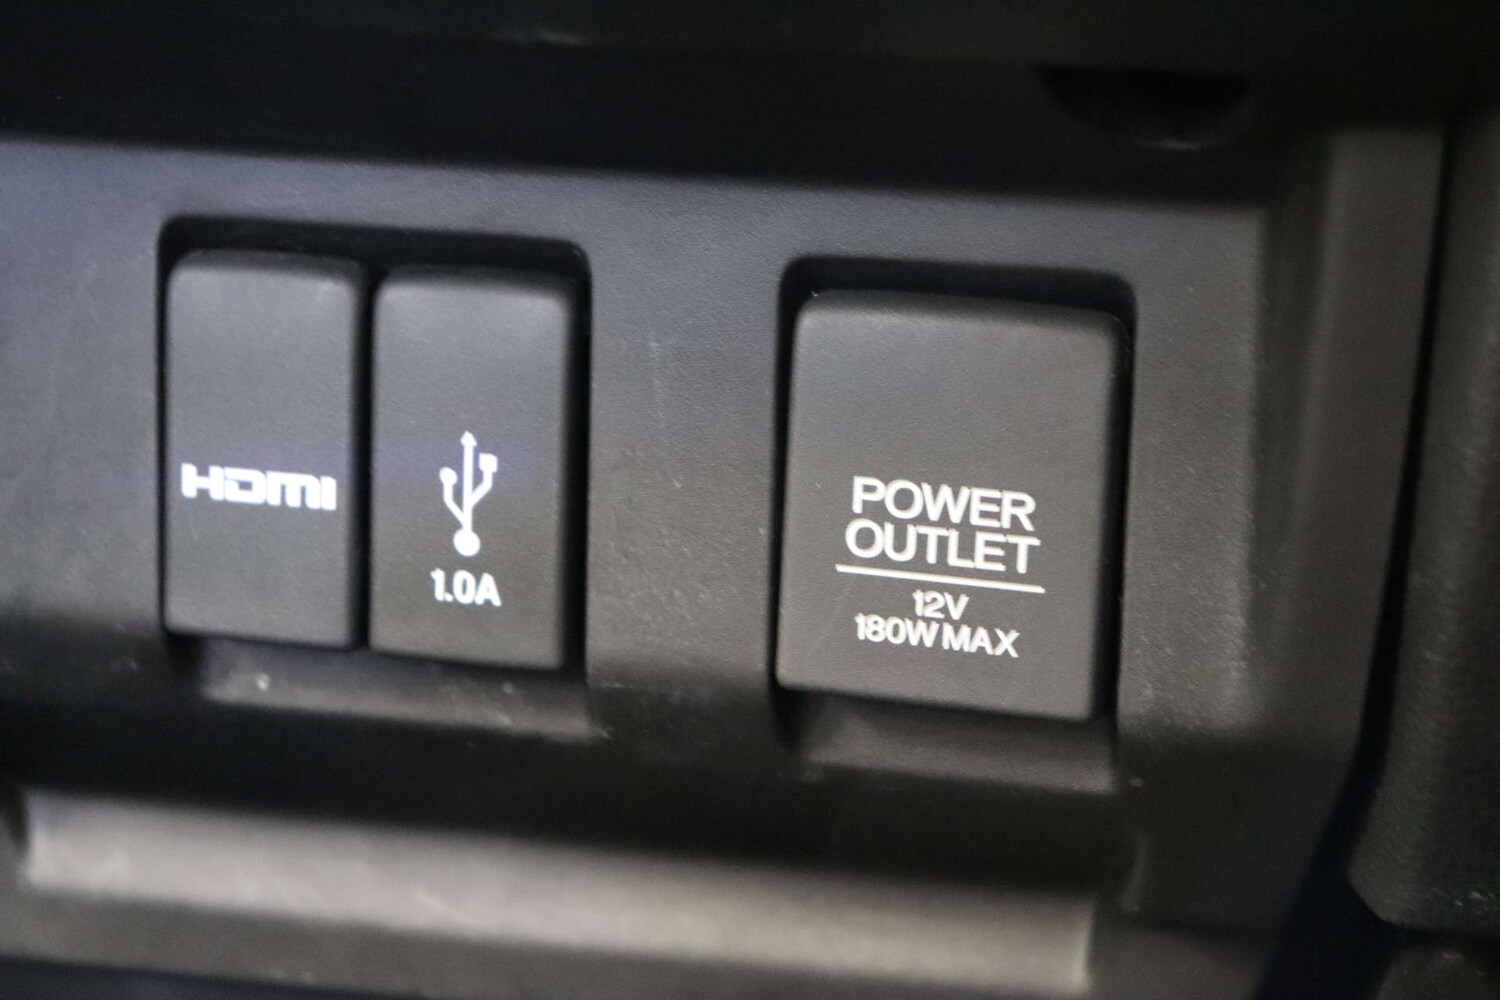 HDMI
1.0A
POWER
OUTLET
12V
180W MAX